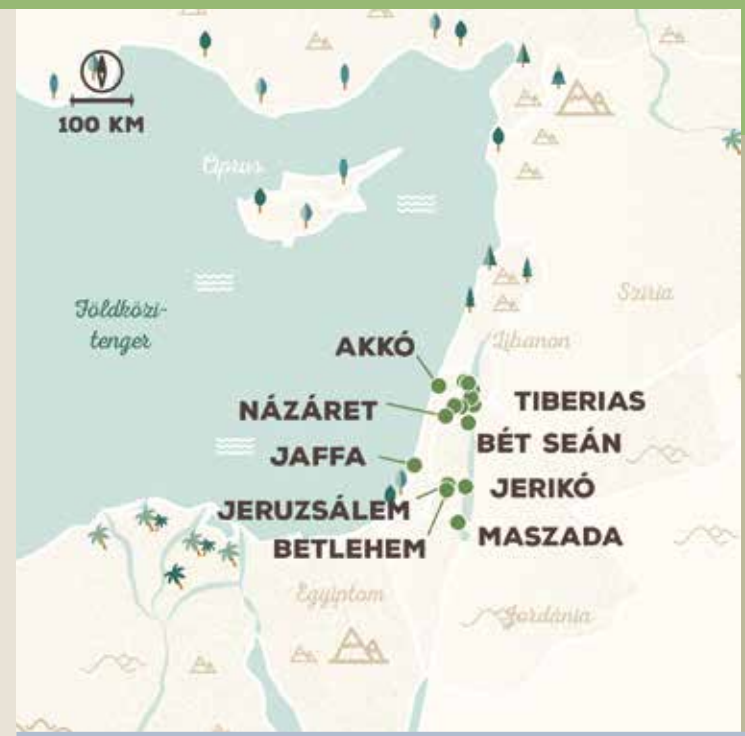 100 KM
Ciprus
Földközi-
tenger
Szíria
Libanon
AKKÓ
TIBERIAS
NÁZÁRET
BÉT SEÁN
JAFFA
JERIKÓ
JERUZSÁLEM
MASZADA
BETLEHEM
Egyiptom
Jordánia